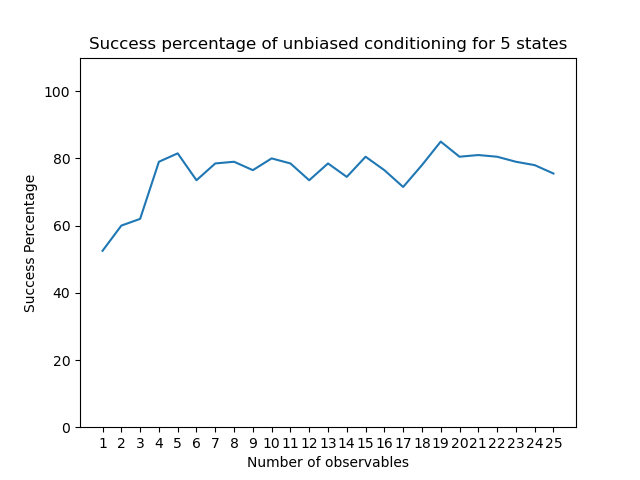 Success percentage of unbiased conditioning for 5 states
100
80
60
40
20
0
Success Percentage
1 2 3 4 5 6 7 8 9 10 11 12 13 14 15 16 17 18 19 20 21 22 23 24 25
Number of observables